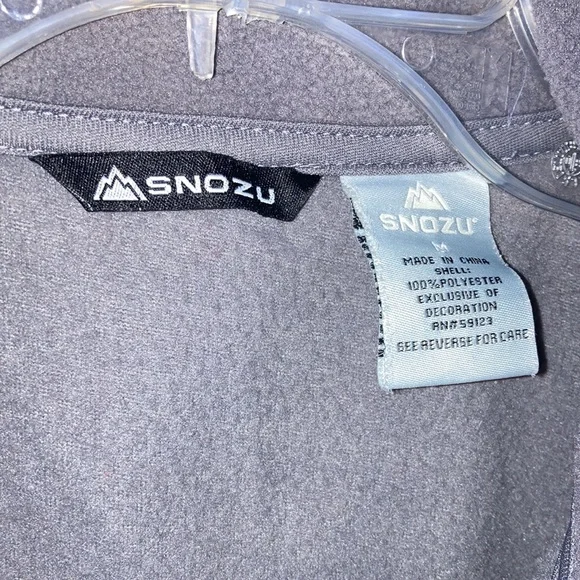 SNOZU
SNOZU
M
MADE IN CHINA
SHELL:
100%POLYESTER
EXCLUSIVE OF
DECORATION
RN#59123
SEE REVERSE FOR CARE